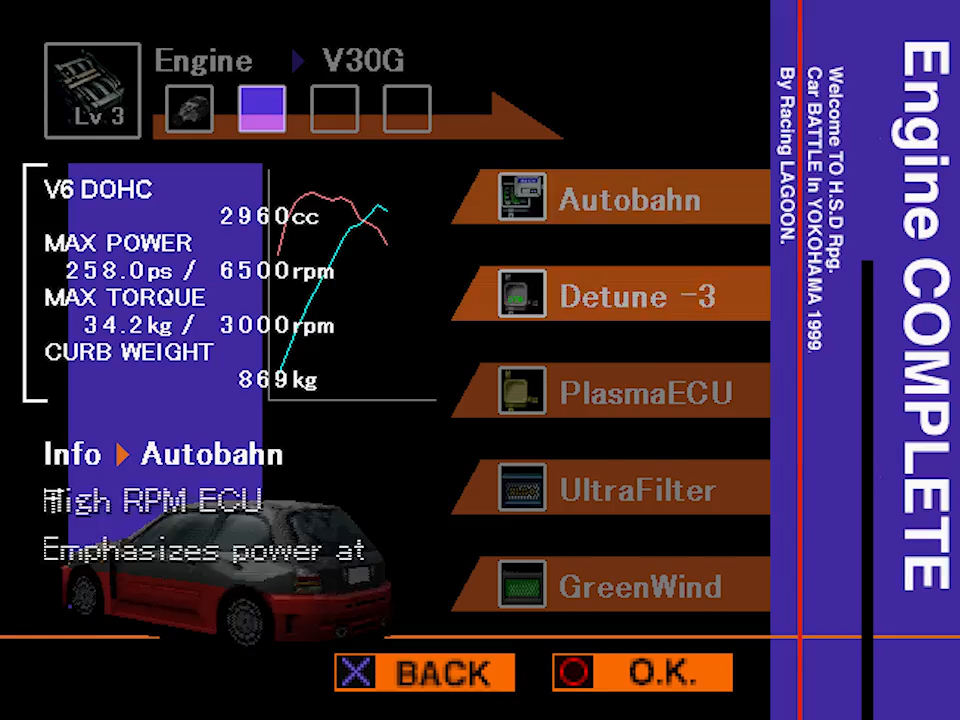 Engine V30G
Lv 3
V6 DOHC
2960cc
MAX POWER
258.0ps / 6500rpm
MAX TORQUE
34.2kg / 3000rpm
CURB WEIGHT
869kg
Info Autobahn
High RPM ECU
Emphasizes power at
Autobahn
Detune -3
PlasmaECU
UltraFilter
GreenWind
BACK
O.K.
Welcome TO H.S.D Rpg.
Car BATTLE In YOKOHAMA 1999.
By Racing LAGOON.
Engine COMPLETE